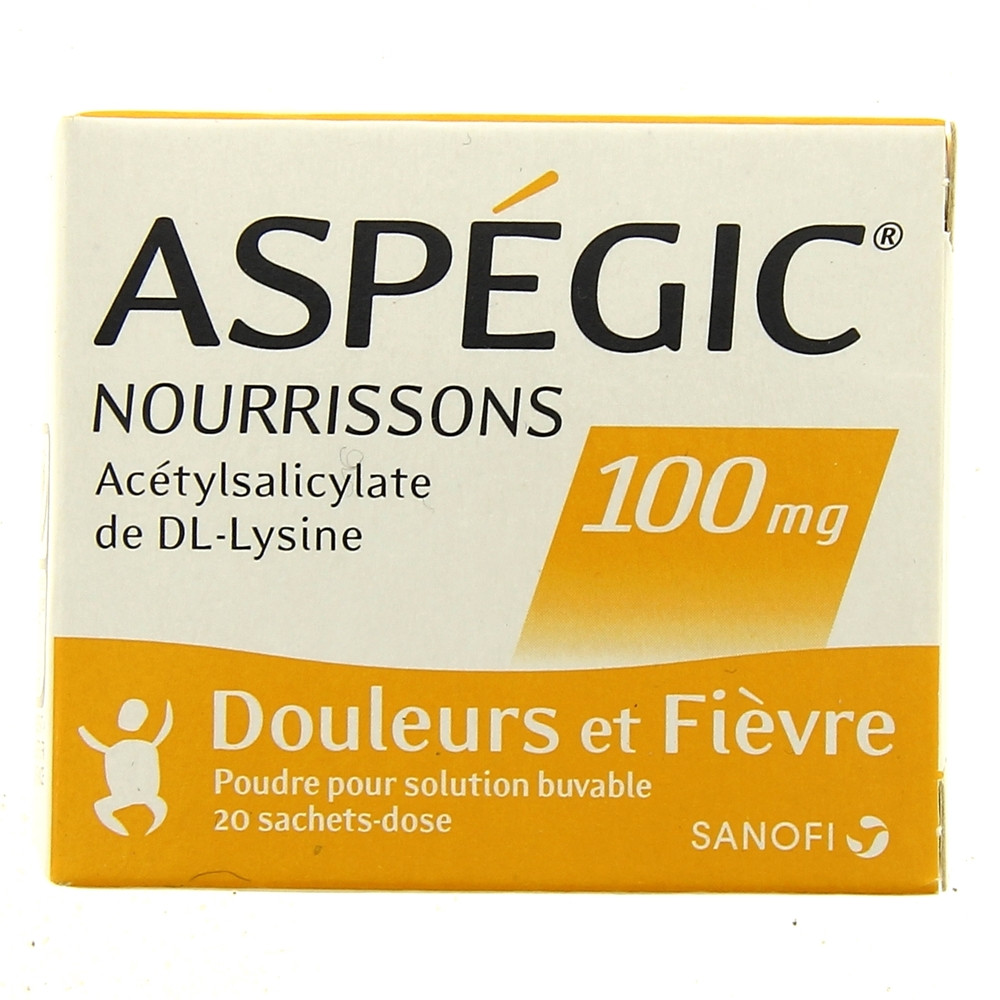 ASPÉGIC®
NOURRISSONS
Acétylsalicylate
de DL-Lysine
100 mg
Douleurs et Fièvre
Poudre pour solution buvable
20 sachets-dose
SANOFI